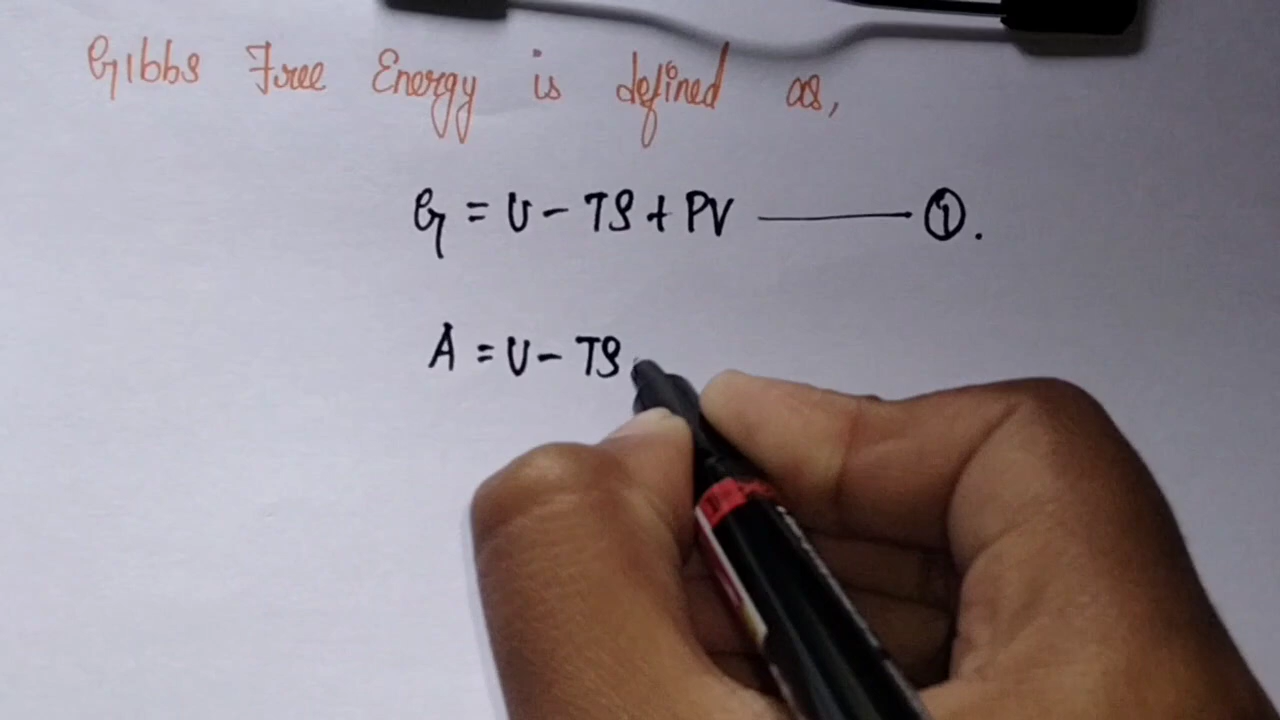 Gibbs Free Energy is defined as,
G = U - TS + PV ——— ①.
A = U - TS